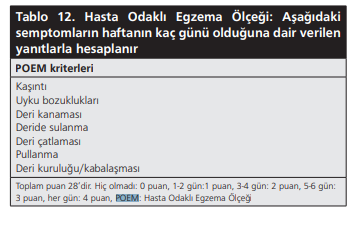 Tablo 12. Hasta Odaklı Egzema Ölçeği: Aşağıdaki
semptomların haftanın kaç günü olduğuna dair verilen
yanıtlarla hesaplanır
POEM kriterleri
Kaşıntı
Uyku bozuklukları
Deri kanaması
Deride sulanma
Deri çatlaması
Pullanma
Deri kuruluğu/kabalaşması
Toplam puan 28’dir. Hiç olmadı: 0 puan, 1-2 gün:1 puan, 3-4 gün: 2 puan, 5-6 gün:
3 puan, her gün: 4 puan, POEM: Hasta Odaklı Egzema Ölçeği